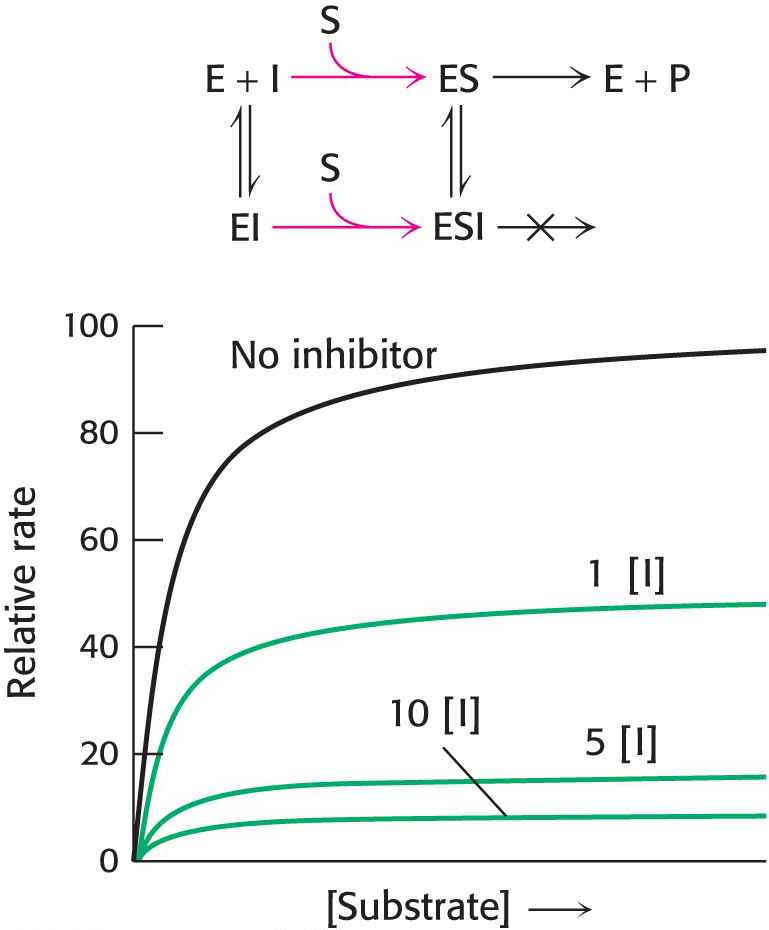 S
E + I ES E + P
S
EI ESI
100
No inhibitor
80
60
1 [I]
40
10 [I]
5 [I]
20
0
Relative rate
[Substrate]